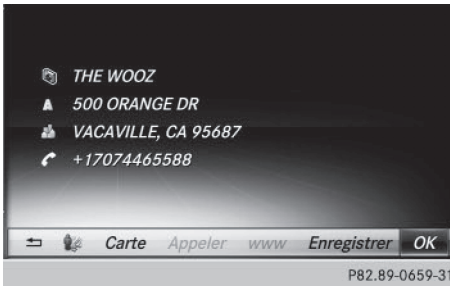 THE WOOZ
500 ORANGE DR
VACAVILLE, CA 95687
+17074465588
Carte Appeler www Enregistrer OK
P82.89-0659-31